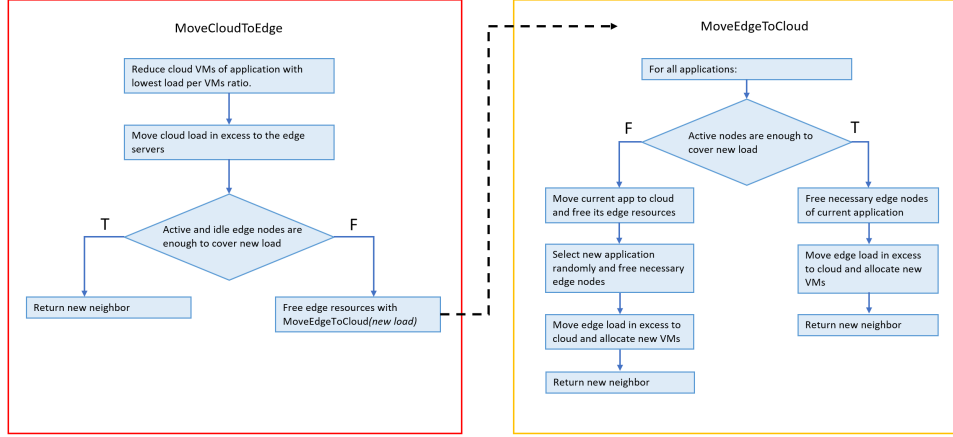 MoveCloudToEdge
Reduce cloud VMs of application with
lowest load per VMs ratio.
Move cloud load in excess to the edge
servers
Active and idle edge nodes are
enough to cover new load
T
F
Return new neighbor
Free edge resources with
MoveEdgeToCloud(new load)
MoveEdgeToCloud
For all applications:
Active nodes are enough to
cover new load
F
T
Move current app to cloud
and free its edge resources
Select new application
randomly and free necessary
edge nodes
Move edge load in excess to
cloud and allocate new VMs
Return new neighbor
Free necessary edge nodes
of current application
Move edge load in excess
to cloud and allocate new
VMs
Return new neighbor